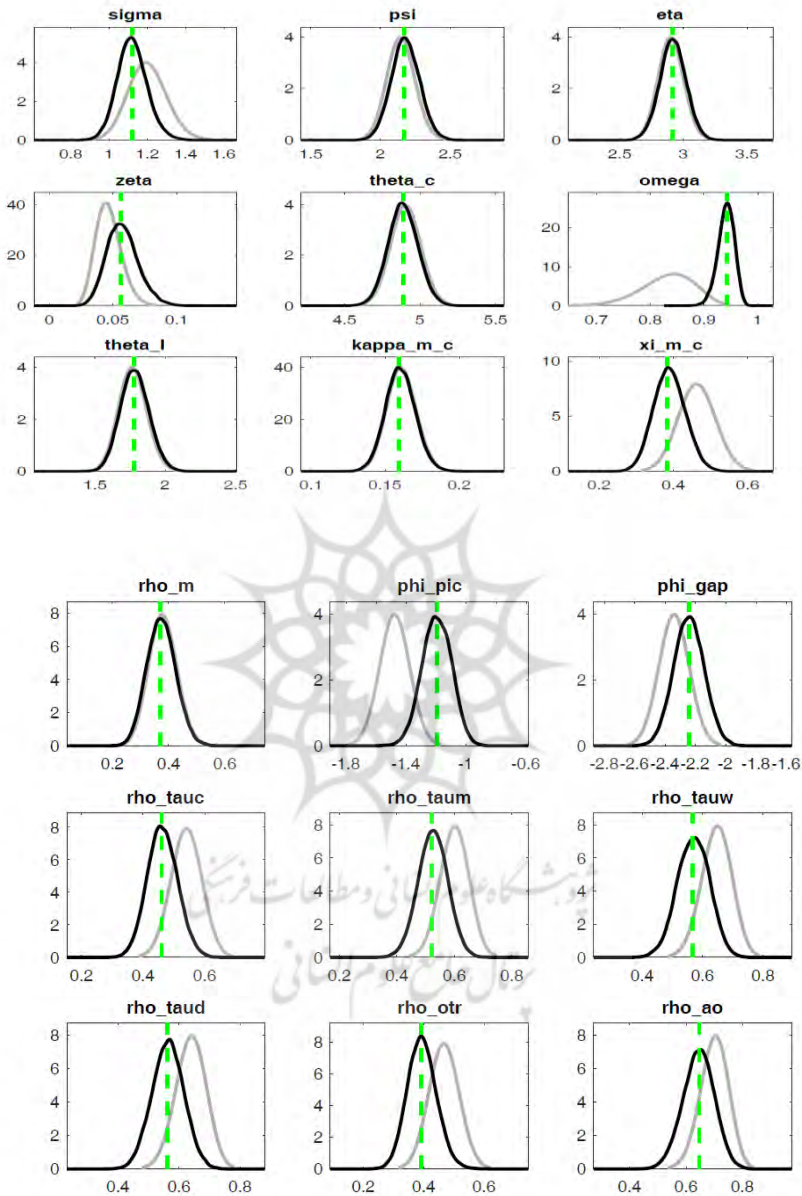 sigma psi eta
4 2 0 4 2 0 4 2 0
0.8 1 1.2 1.4 1.6 1.5 2 2.5 2.5 3 3.5
zeta theta_c omega
40 20 0 4 2 0 20 10 0
0 0.05 0.1 4.5 5 5.5 0.7 0.8 0.9 1
theta_l kappa_m_c xi_m_c
4 2 0 40 20 0 10 5 0
1.5 2 2.5 0.1 0.15 0.2 0.2 0.4 0.6
rho_m phi_pic phi_gap
8 6 4 2 0 4 2 0 4 2 0
0.2 0.4 0.6 -1.8 -1.4 -1 -0.6 -2.8 -2.6 -2.4 -2.2 -2 -1.8 -1.6
rho_tauc rho_taum rho_tauw
8 6 4 2 0 8 6 4 2 0 8 6 4 2 0
0.2 0.4 0.6 0.2 0.4 0.6 0.8 0.4 0.6 0.8
پژوهشگاه علوم انسانی و مطالعات فرهنگی
پرتال جامع علوم انسانی
rho_taud rho_otr rho_ao
8 6 4 2 0 8 6 4 2 0 8 6 4 2 0
0.4 0.6 0.8 0.2 0.4 0.6 0.4 0.6 0.8